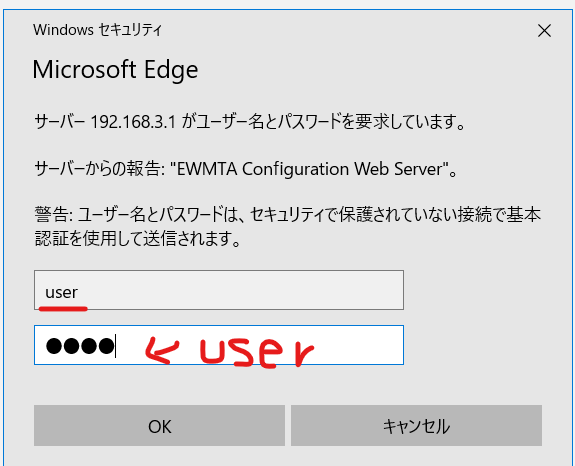 Windows セキュリティ
Microsoft Edge
サーバー 192.168.3.1 がユーザー名とパスワードを要求しています。
サーバーからの報告: "EWMTA Configuration Web Server"。
警告: ユーザー名とパスワードは、セキュリティで保護されていない接続で基本
認証を使用して送信されます。
user
●●●● ← user
OK キャンセル